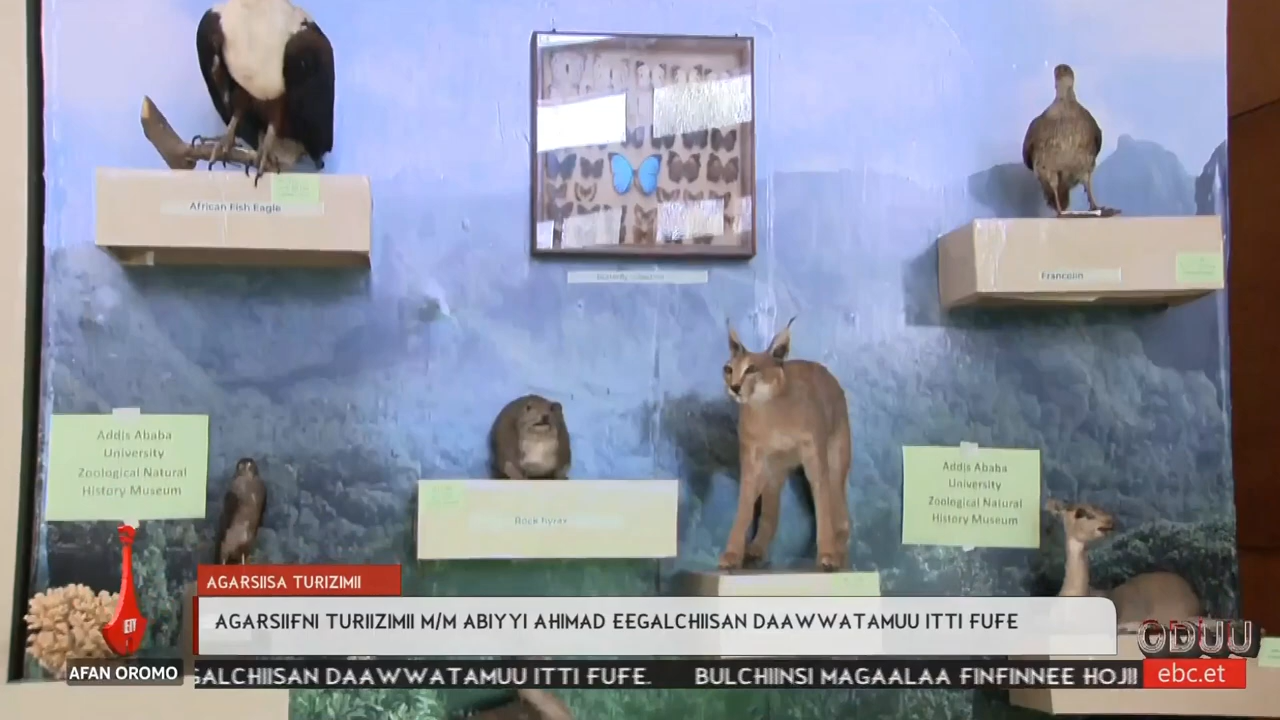 African Fish Eagle
Francolin
Addis Ababa
University
Zoological Natural
History Museum
Rock hyrax
Addis Ababa
University
Zoological Natural
History Museum
AGARSIISA TURIZIMII
AGARSIIFNI TURIIZIMII M/M ABIYYI AHIMAD EEGALCHIISAN DAAWWATAMUU ITTI FUFE
ODUU
AFAN OROMO
GALCHIISAN DAAWWATAMUU ITTI FUFE. BULCHIINSI MAGAALAA FINFINNEE HOJII
ebc.et